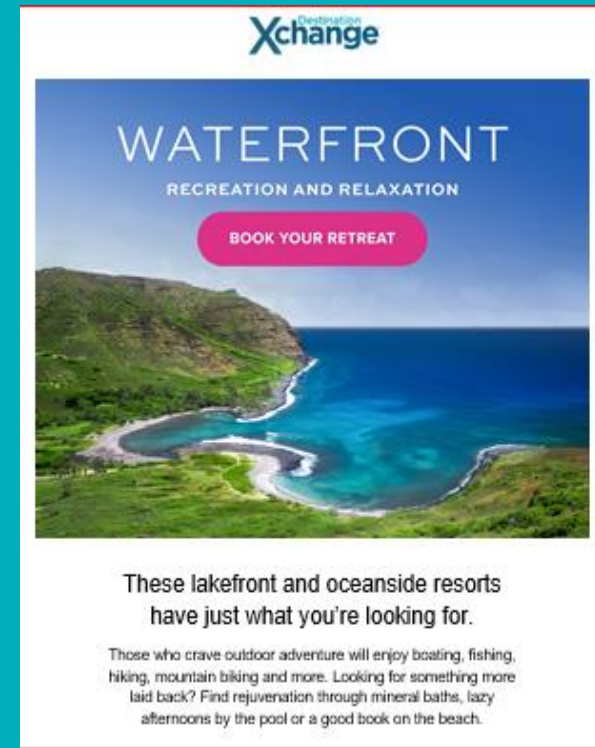 Destination
Xchange
WATERFRONT
RECREATION AND RELAXATION
BOOK YOUR RETREAT
These lakefront and oceanside resorts
have just what you're looking for.
Those who crave outdoor adventure will enjoy boating, fishing,
hiking, mountain biking and more. Looking for something more
laid back? Find rejuvenation through mineral baths, lazy
afternoons by the pool or a good book on the beach.